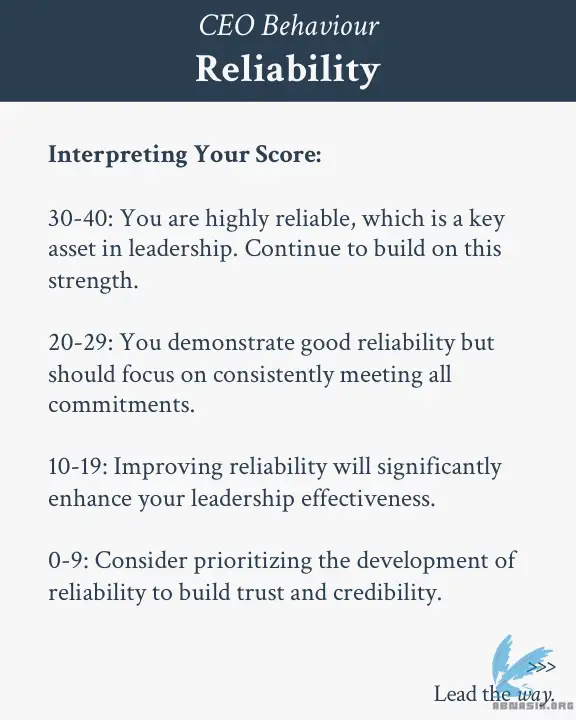 CEO Behaviour
Reliability
Interpreting Your Score:
30-40: You are highly reliable, which is a key
asset in leadership. Continue to build on this
strength.
20-29: You demonstrate good reliability but
should focus on consistently meeting all
commitments.
10-19: Improving reliability will significantly
enhance your leadership effectiveness.
0-9: Consider prioritizing the development of
reliability to build trust and credibility.
>>>
Lead the way.